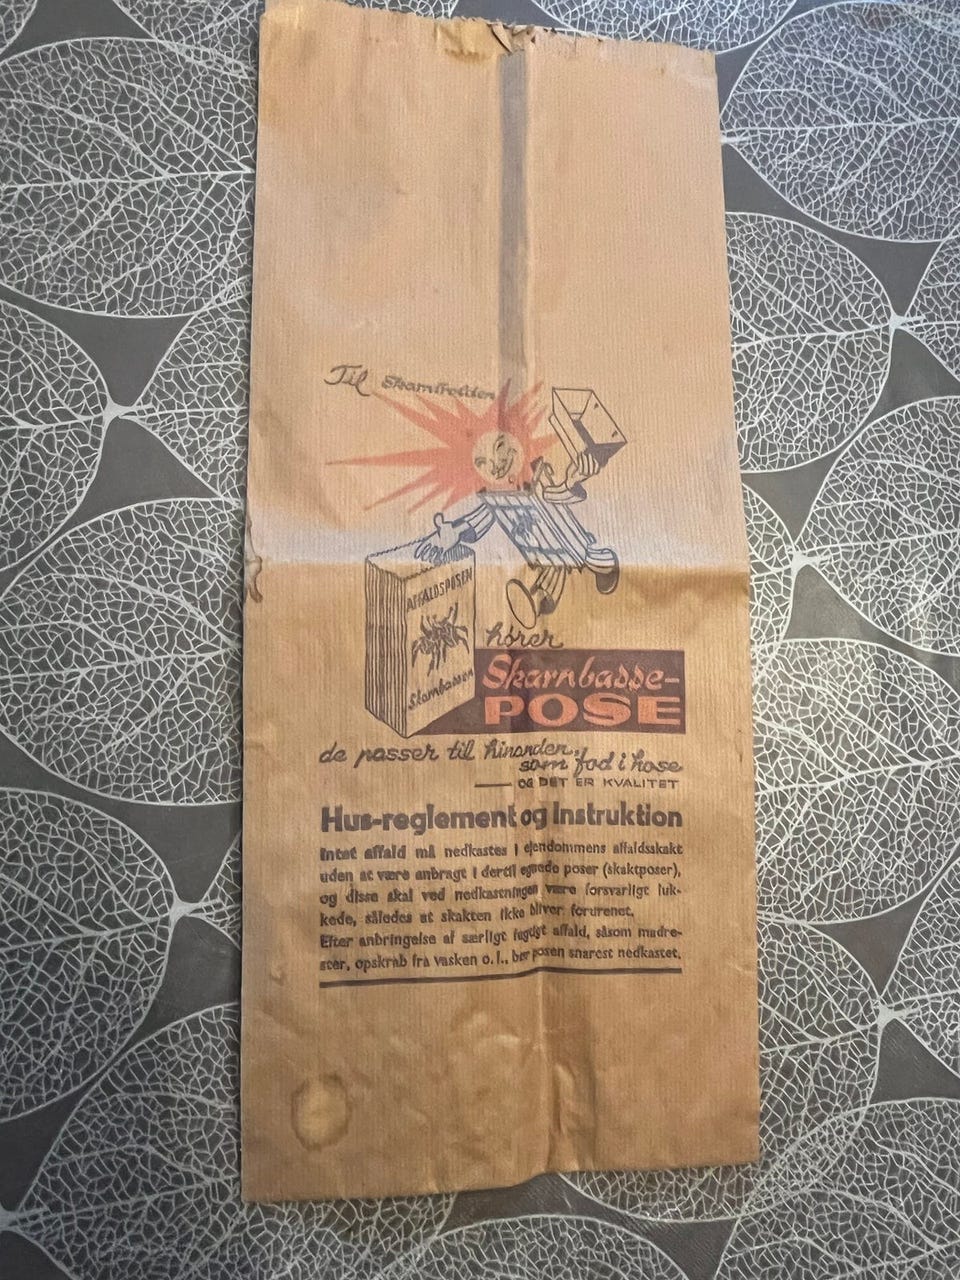 Til Skarnbolden
AFFALDSPOSEN
Skarnbassen
hører
Skarnbasse-
POSE
de passer til hinanden,
som fod i hose
OG DET ER KVALITET
Hus-reglement og Instruktion
Intet affald må nedkastes i ejendommens affaldsskakt
uden at være anbragt i dertil egnede poser (skaktposer),
og disse skal ved nedkastningen være forsvarligt luk-
kede, således at skakten ikke bliver forurenet.
Efter anbringelse af særligt fugtigt affald, såsom madre-
ster, opskrab fra vasken o. l., bør posen snarest nedkastet.